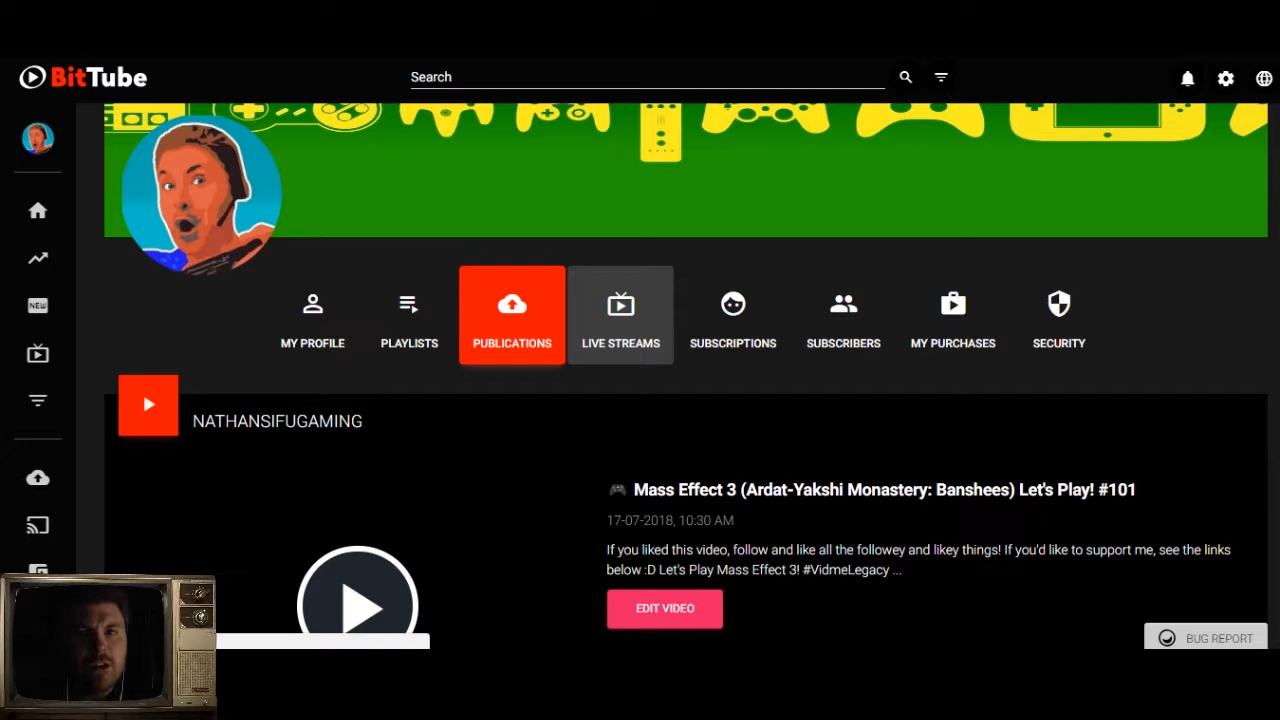 BitTube
Search
MY PROFILE
PLAYLISTS
PUBLICATIONS
LIVE STREAMS
SUBSCRIPTIONS
SUBSCRIBERS
MY PURCHASES
SECURITY
NEW
NATHANSIFUGAMING
🎮 Mass Effect 3 (Ardat-Yakshi Monastery: Banshees) Let's Play! #101
17-07-2018, 10:30 AM
If you liked this video, follow and like all the followey and likey things! If you'd like to support me, see the links
below :D Let's Play Mass Effect 3! #VidmeLegacy ...
EDIT VIDEO
BUG REPORT